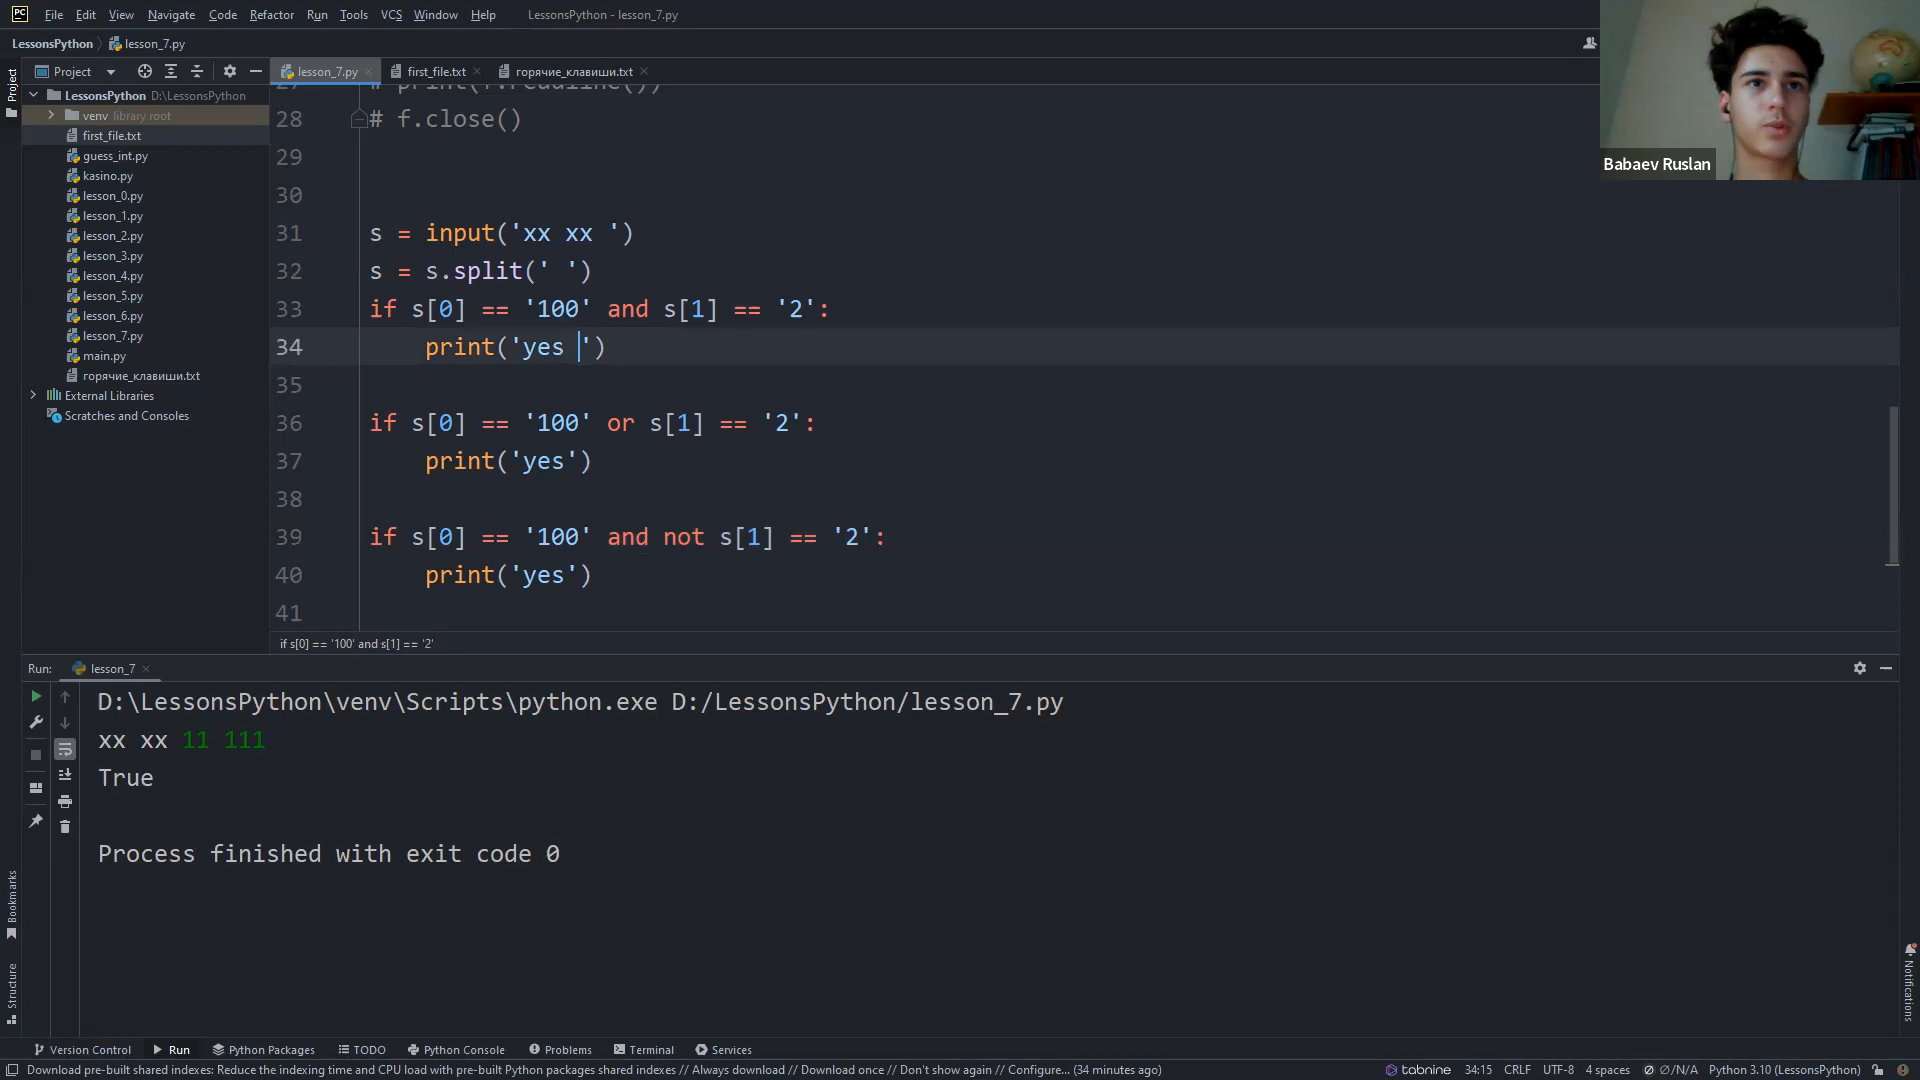 PC File Edit View Navigate Code Refactor Run Tools VCS Window Help LessonsPython - lesson_7.py
LessonsPython lesson_7.py
Project lesson_7.py first_file.txt горячие_клавиши.txt
Project
LessonsPython D:\LessonsPython
venv library root
first_file.txt
guess_int.py
kasino.py
lesson_0.py
lesson_1.py
lesson_2.py
lesson_3.py
lesson_4.py
lesson_5.py
lesson_6.py
lesson_7.py
main.py
горячие_клавиши.txt
External Libraries
Scratches and Consoles
27 # print(f.readline())
28 # f.close()
29
30
31 s = input('xx xx ')
32 s = s.split(' ')
33 if s[0] == '100' and s[1] == '2':
34 print('yes ')
35
36 if s[0] == '100' or s[1] == '2':
37 print('yes')
38
39 if s[0] == '100' and not s[1] == '2':
40 print('yes')
41
if s[0] == '100' and s[1] == '2'
Babaev Ruslan
Run: lesson_7
D:\LessonsPython\venv\Scripts\python.exe D:/LessonsPython/lesson_7.py
xx xx 11 111
True
Process finished with exit code 0
Bookmarks
Structure
Notifications
Version Control Run Python Packages TODO Python Console Problems Terminal Services
Download pre-built shared indexes: Reduce the indexing time and CPU load with pre-built Python packages shared indexes // Always download // Download once // Don't show again // Configure... (34 minutes ago) tabnine 34:15 CRLF UTF-8 4 spaces ∅/N/A Python 3.10 (LessonsPython)